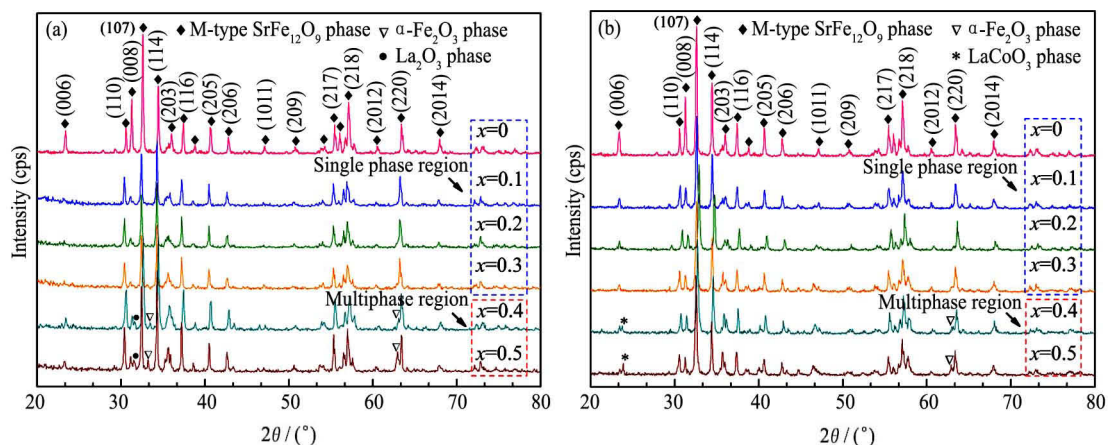 (a)
(107)
♦ M-type SrFe₁₂O₉ phase ▽ α-Fe₂O₃ phase
● La₂O₃ phase
(006)
(110)
(008)
(114)
(203)
(116)
(205)
(206)
(1011)
(209)
(217)
(218)
(2012)
(220)
(2014)
x=0
Single phase region
x=0.1
x=0.2
x=0.3
Multiphase region
x=0.4
x=0.5
Intensity (cps)
20 30 40 50 60 70 80
2θ / (°)
(b)
(107)
♦ M-type SrFe₁₂O₉ phase ▽ α-Fe₂O₃ phase
* LaCoO₃ phase
(006)
(110)
(008)
(114)
(203)
(116)
(205)
(206)
(1011)
(209)
(217)
(218)
(2012)
(220)
(2014)
x=0
Single phase region
x=0.1
x=0.2
x=0.3
Multiphase region
x=0.4
x=0.5
Intensity (cps)
20 30 40 50 60 70 80
2θ / (°)